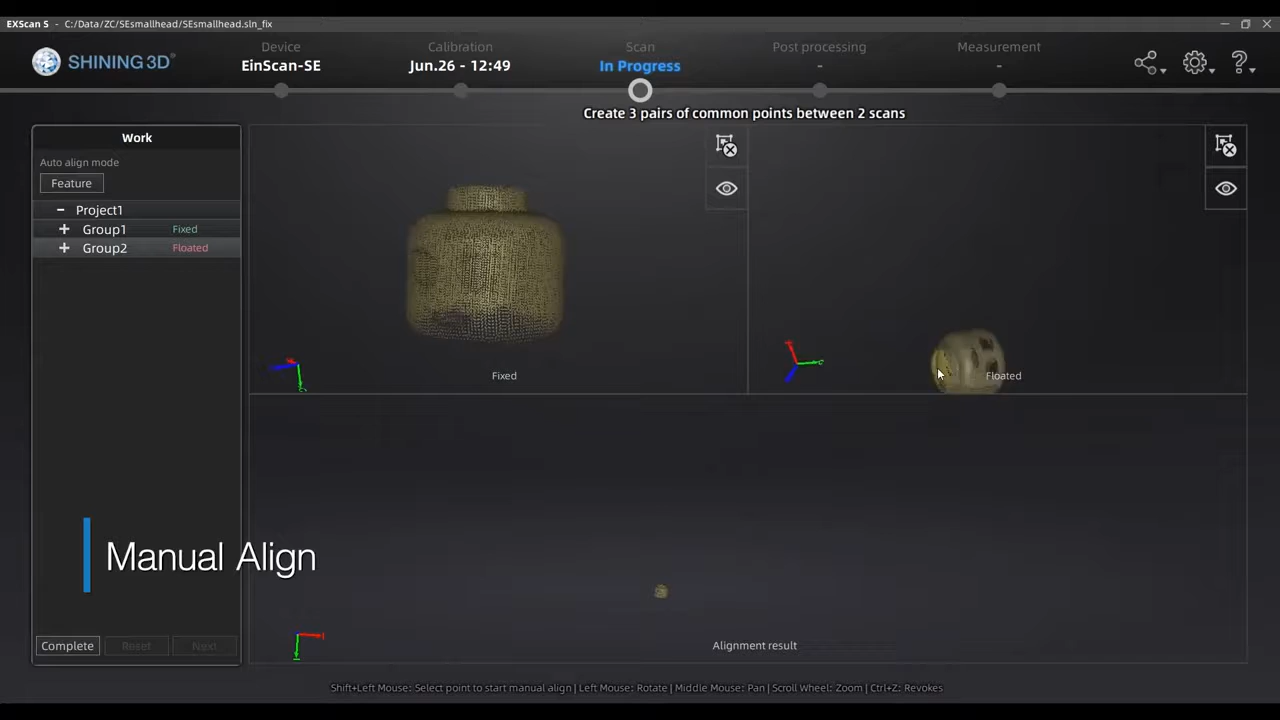 EXScan S - C:/Data/ZC/SEsmallhead/SEsmallhead.sln_fix
SHINING 3D®
Device
EinScan-SE
Calibration
Jun.26 - 12:49
Scan
In Progress
Post processing
-
Measurement
-
Create 3 pairs of common points between 2 scans
Work
Auto align mode
Feature
Project1
Group1 Fixed
Group2 Floated
Fixed
Floated
Manual Align
Complete Reset Next
Alignment result
Shift+Left Mouse: Select point to start manual align | Left Mouse: Rotate | Middle Mouse: Pan | Scroll Wheel: Zoom | Ctrl+Z: Revokes